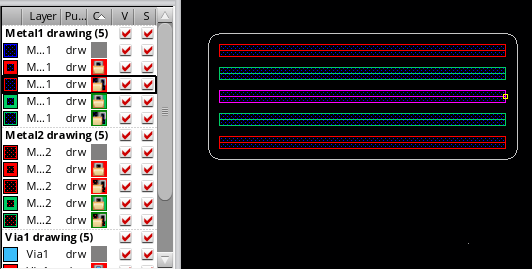 Layer Pu... C V S
Metal1 drawing (5)
M...1 drw
M...1 drw
M...1 drw
M...1 drw
M...1 drw
Metal2 drawing (5)
M...2 drw
M...2 drw
M...2 drw
M...2 drw
M...2 drw
Via1 drawing (5)
Via1 drw